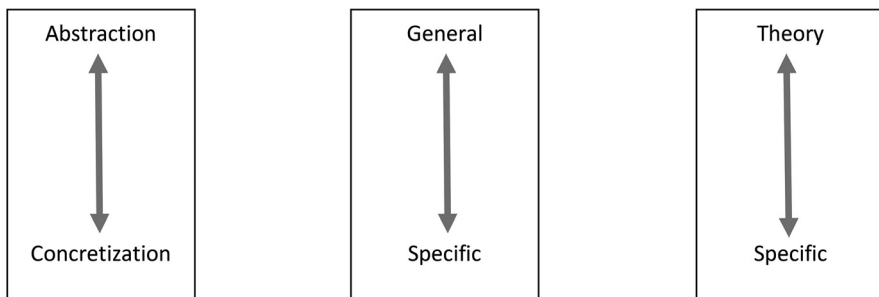 Abstraction
General
Theory
Concretization
Specific
Specific